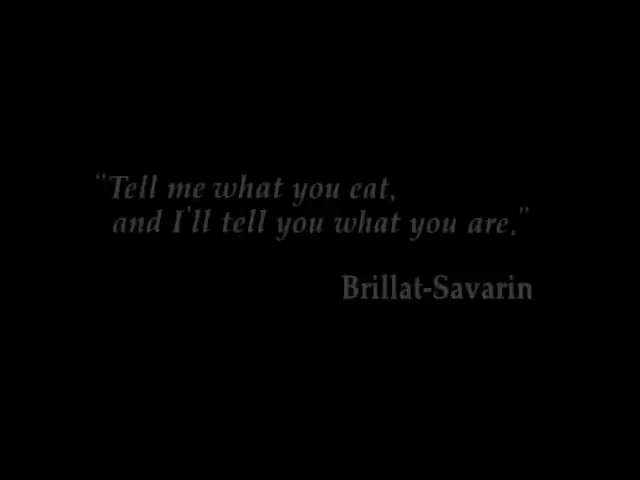 “Tell me what you eat,
and I'll tell you what you are.”
Brillat-Savarin